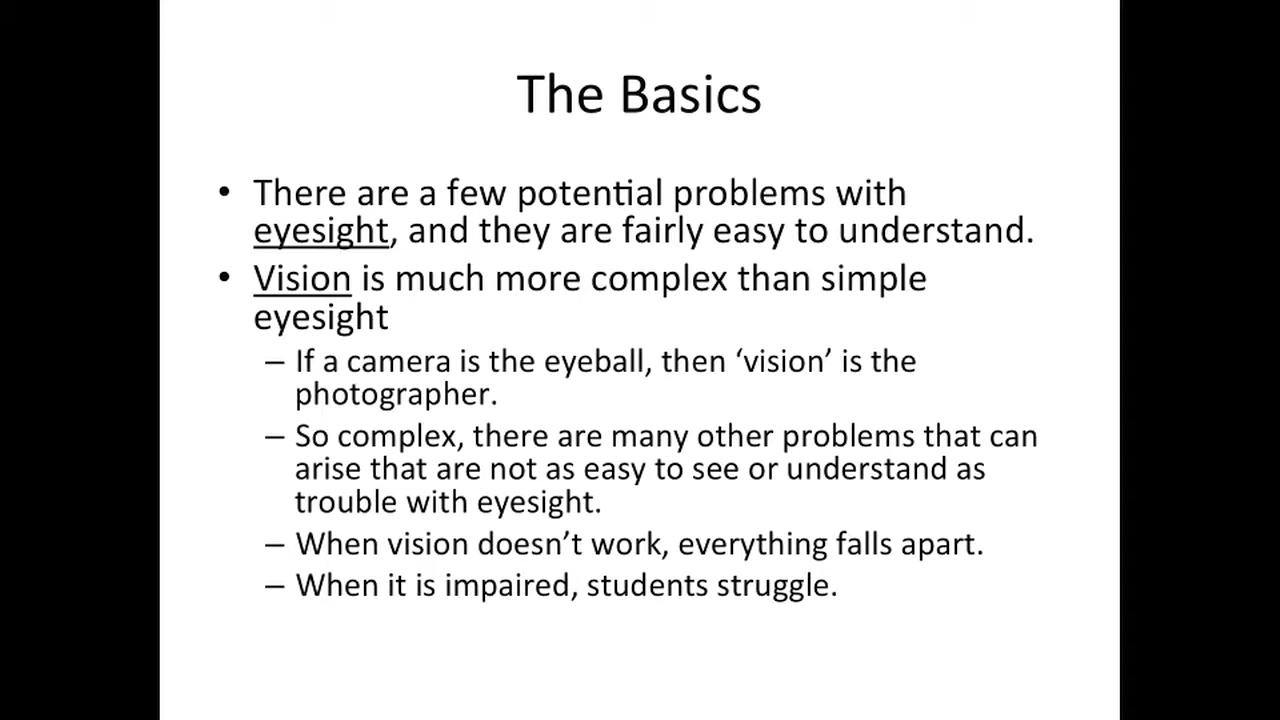 The Basics
• There are a few potential problems with
eyesight, and they are fairly easy to understand.
• Vision is much more complex than simple
eyesight
– If a camera is the eyeball, then ‘vision’ is the
photographer.
– So complex, there are many other problems that can
arise that are not as easy to see or understand as
trouble with eyesight.
– When vision doesn’t work, everything falls apart.
– When it is impaired, students struggle.